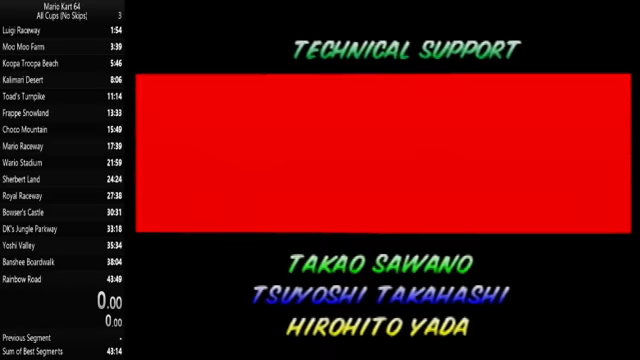 Mario Kart 64
All Cups (No Skips) 3
Luigi Raceway 1:54
Moo Moo Farm 3:39
Koopa Troopa Beach 5:46
Kalimari Desert 8:06
Toad's Turnpike 11:14
Frappe Snowland 13:33
Choco Mountain 15:49
Mario Raceway 17:39
Wario Stadium 21:59
Sherbet Land 24:24
Royal Raceway 27:38
Bowser's Castle 30:31
DK's Jungle Parkway 33:18
Yoshi Valley 35:34
Banshee Boardwalk 38:04
Rainbow Road 43:49
0.00
0.00
Previous Segment -
Sum of Best Segments 43:14
TECHNICAL SUPPORT
TAKAO SAWANO
TSUYOSHI TAKAHASHI
HIROHITO YADA